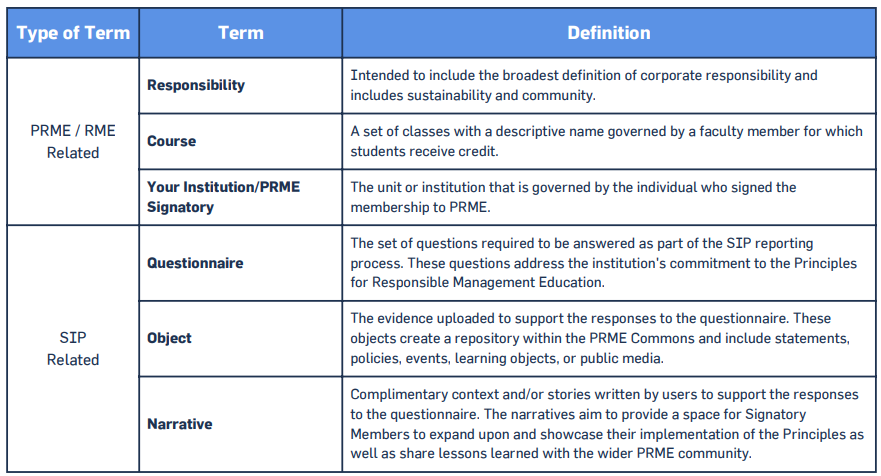 Type of Term
Term
Definition
PRME / RME
Related
Responsibility
Intended to include the broadest definition of corporate responsibility and
includes sustainability and community.
Course
A set of classes with a descriptive name governed by a faculty member for which
students receive credit.
Your Institution/PRME
Signatory
The unit or institution that is governed by the individual who signed the
membership to PRME.
SIP
Related
Questionnaire
The set of questions required to be answered as part of the SIP reporting
process. These questions address the institution's commitment to the Principles
for Responsible Management Education.
Object
The evidence uploaded to support the responses to the questionnaire. These
objects create a repository within the PRME Commons and include statements,
policies, events, learning objects, or public media.
Narrative
Complimentary context and/or stories written by users to support the responses
to the questionnaire. The narratives aim to provide a space for Signatory
Members to expand upon and showcase their implementation of the Principles as
well as share lessons learned with the wider PRME community.